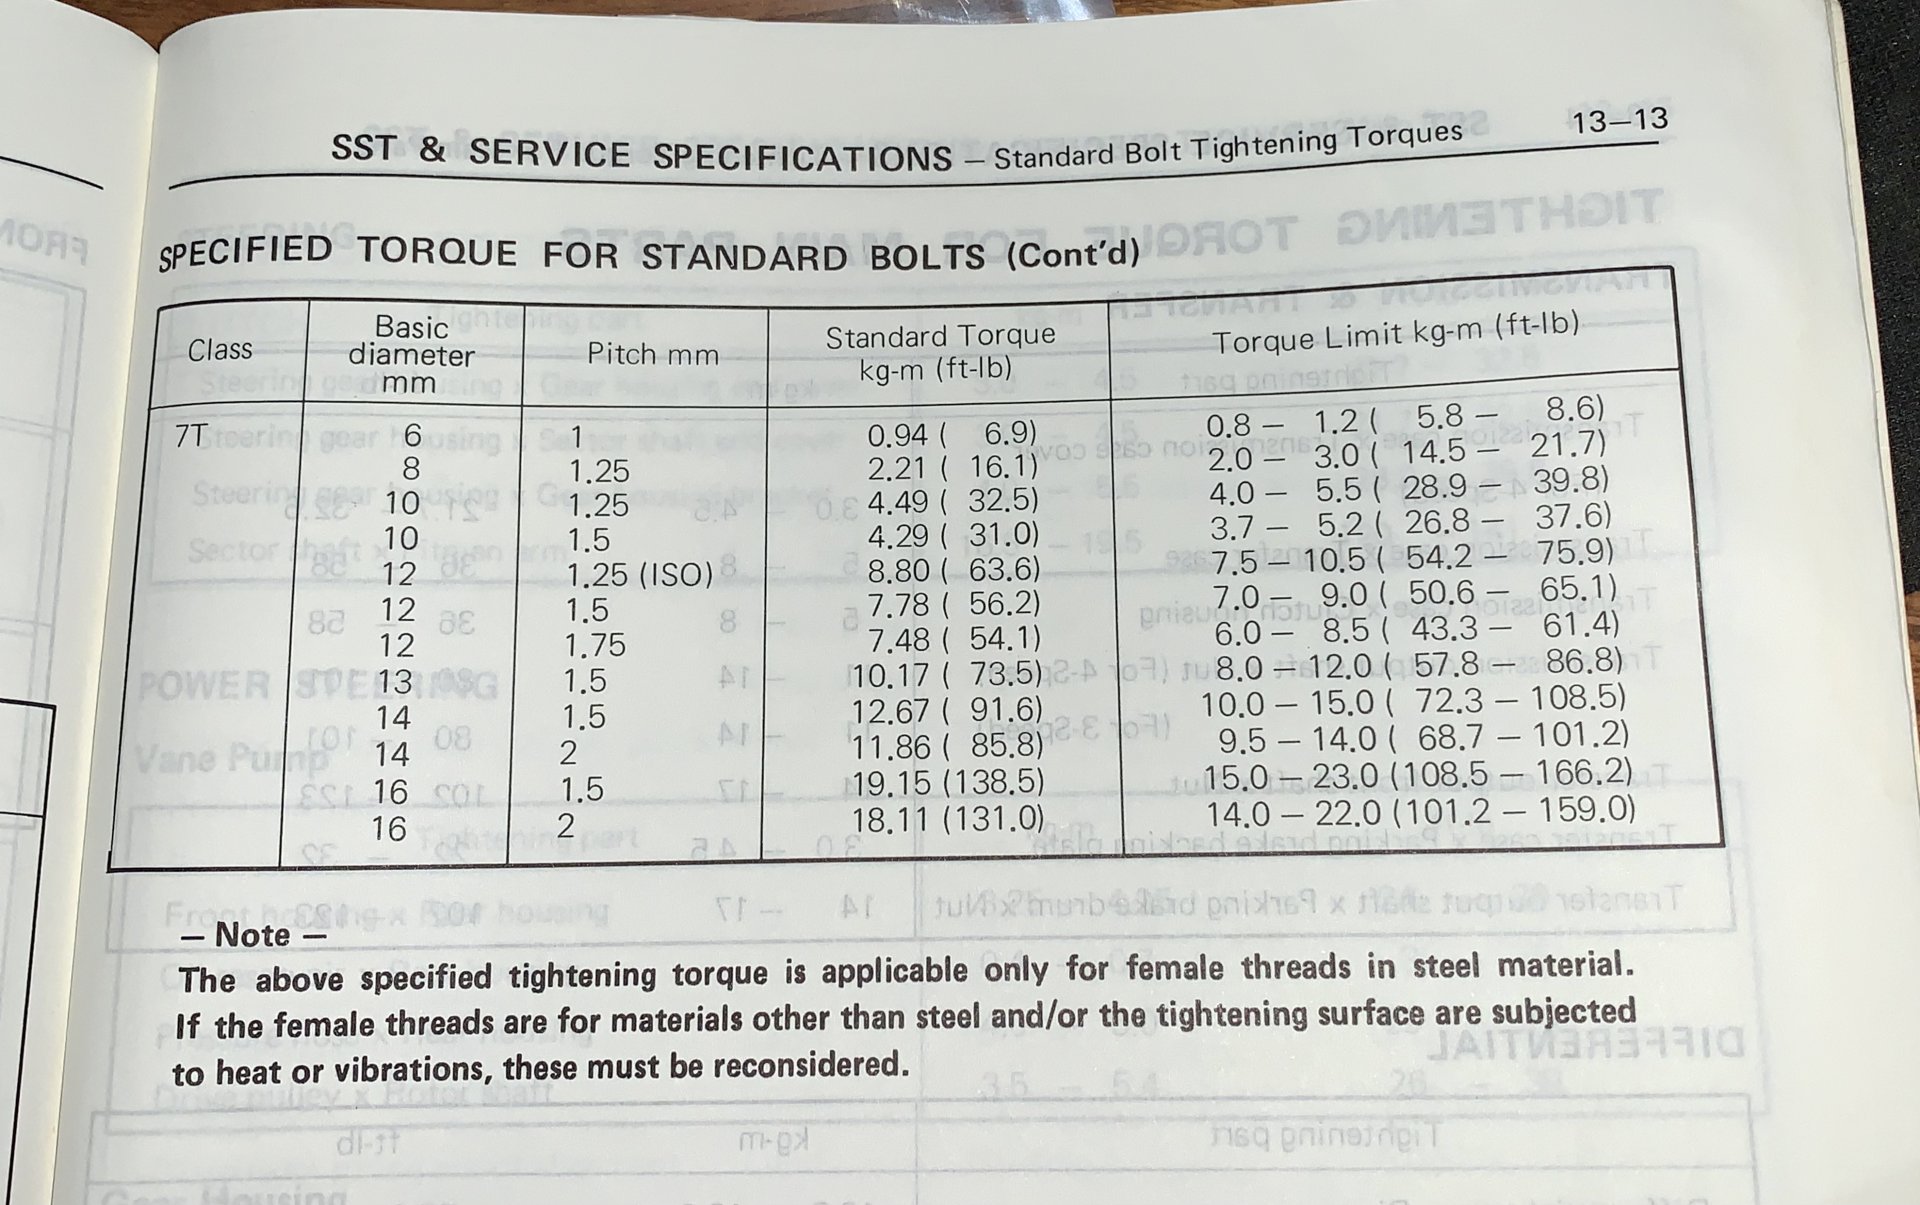 SST & SERVICE SPECIFICATIONS – Standard Bolt Tightening Torques 13–13
SPECIFIED TORQUE FOR STANDARD BOLTS (Cont'd)
Class Basic diameter mm Pitch mm Standard Torque kg-m (ft-lb) Torque Limit kg-m (ft-lb)
7T 6 1 0.94 ( 6.9) 0.8 – 1.2 ( 5.8 – 8.6)
8 1.25 2.21 ( 16.1) 2.0 – 3.0 ( 14.5 – 21.7)
10 1.25 4.49 ( 32.5) 4.0 – 5.5 ( 28.9 – 39.8)
10 1.5 4.29 ( 31.0) 3.7 – 5.2 ( 26.8 – 37.6)
12 1.25 (ISO) 8.80 ( 63.6) 7.5 – 10.5 ( 54.2 – 75.9)
12 1.5 7.78 ( 56.2) 7.0 – 9.0 ( 50.6 – 65.1)
12 1.75 7.48 ( 54.1) 6.0 – 8.5 ( 43.3 – 61.4)
13 1.5 10.17 ( 73.5) 8.0 – 12.0 ( 57.8 – 86.8)
14 1.5 12.67 ( 91.6) 10.0 – 15.0 ( 72.3 – 108.5)
14 2 11.86 ( 85.8) 9.5 – 14.0 ( 68.7 – 101.2)
16 1.5 19.15 (138.5) 15.0 – 23.0 (108.5 – 166.2)
16 2 18.11 (131.0) 14.0 – 22.0 (101.2 – 159.0)
– Note –
The above specified tightening torque is applicable only for female threads in steel material.
If the female threads are for materials other than steel and/or the tightening surface are subjected
to heat or vibrations, these must be reconsidered.